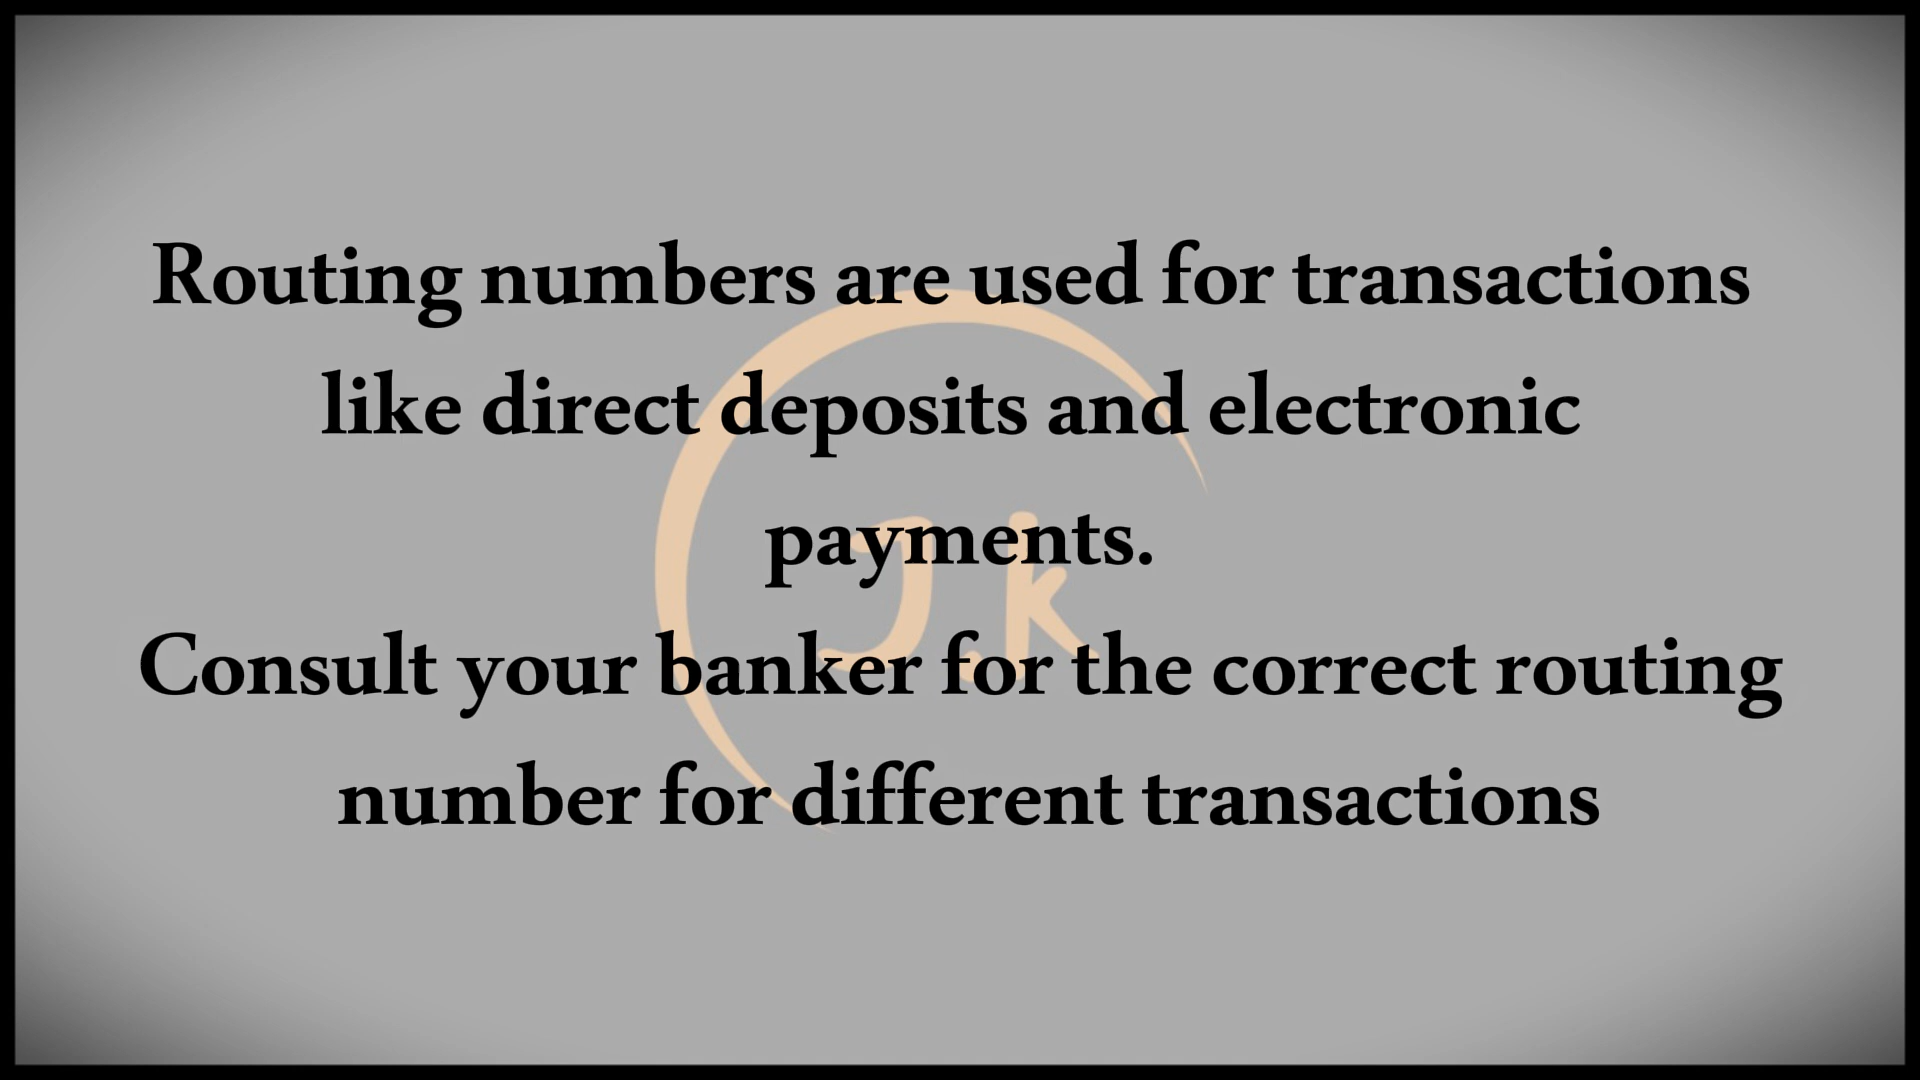 Routing numbers are used for transactions
like direct deposits and electronic
payments.
J.k
Consult your banker for the correct routing
number for different transactions